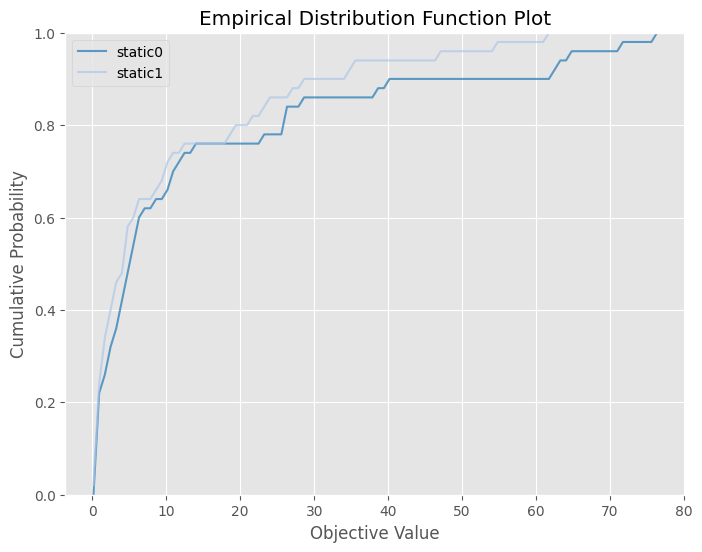 Empirical Distribution Function Plot
static0
static1
1.0
0.8
0.6
0.4
0.2
0.0
Cumulative Probability
0 10 20 30 40 50 60 70 80
Objective Value